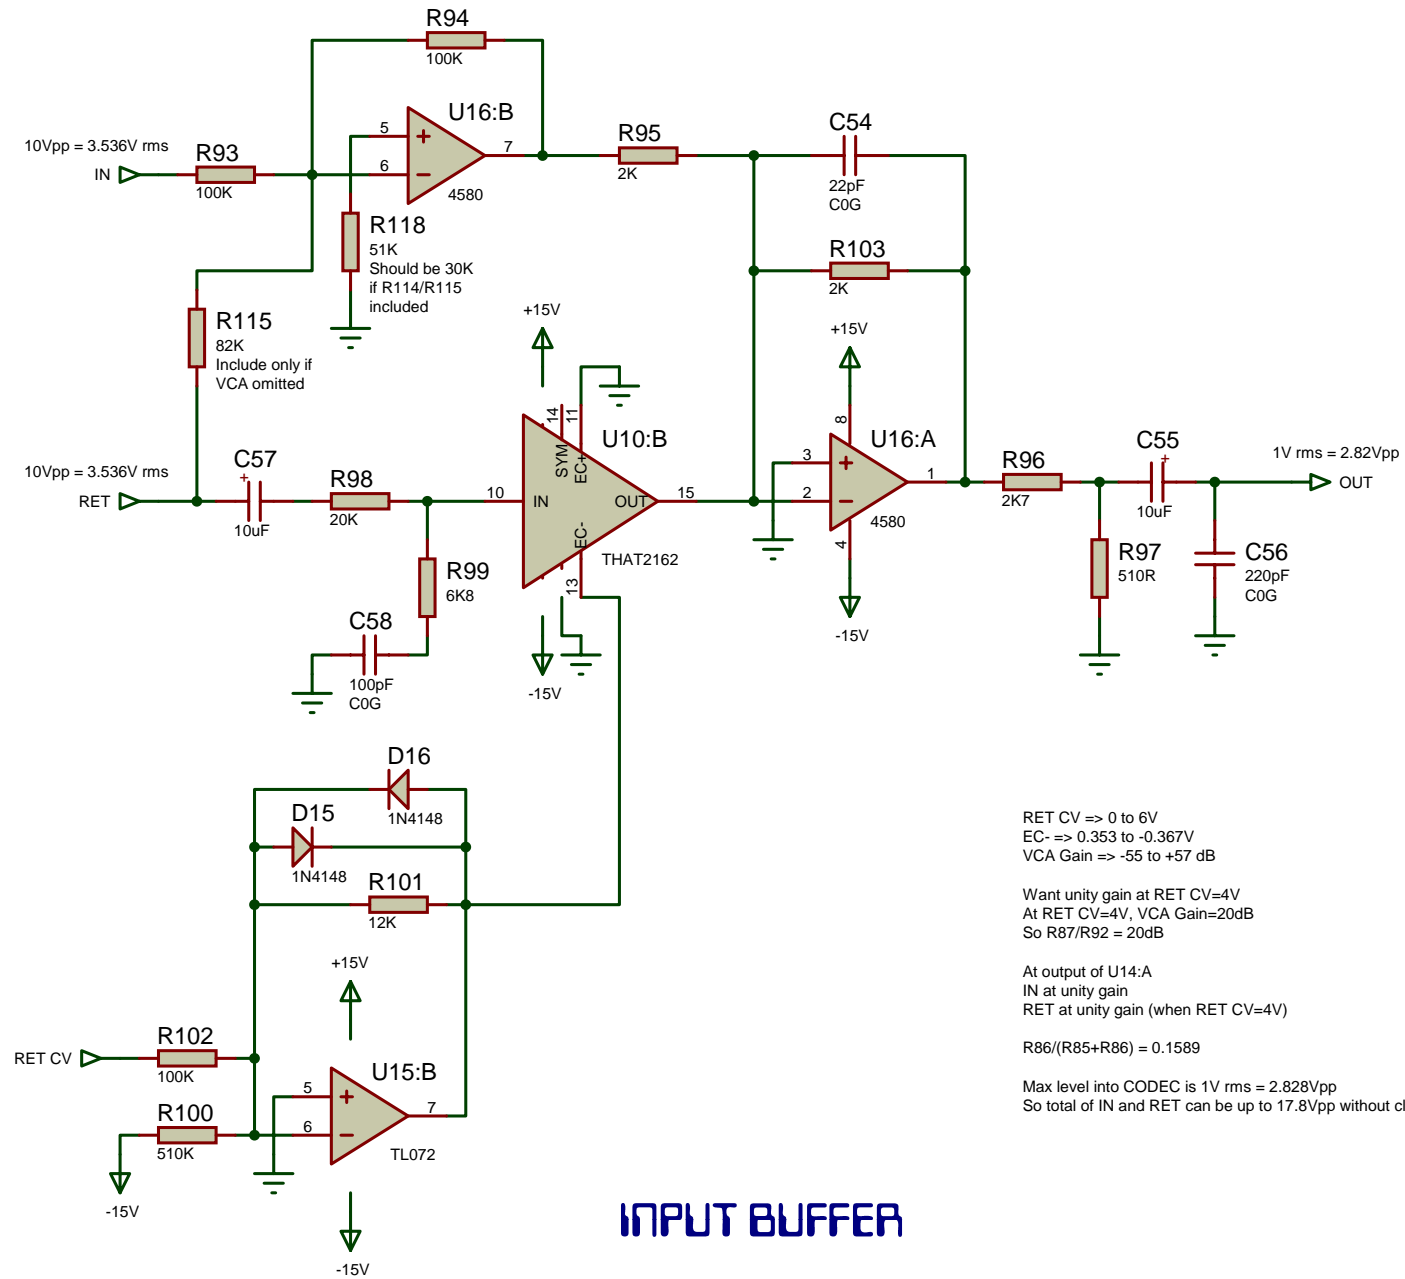 R94
100K
U16:B
5
6
7
4580
10Vpp = 3.536V rms
IN
R93
100K
R95
2K
C54
22pF
C0G
R118
51K
Should be 30K
if R114/R115
included
R103
2K
R115
82K
Include only if
VCA omitted
+15V
+15V
14
11
SYM
EC+
U10:B
8
U16:A
3
2
1
4580
4
-15V
10Vpp = 3.536V rms
RET
C57
+
10uF
R98
20K
10
IN
OUT
15
EC-
13
THAT2162
R96
2K7
C55
+
10uF
1V rms = 2.82Vpp
OUT
R97
510R
C56
220pF
C0G
R99
6K8
C58
100pF
C0G
-15V
D16
1N4148
D15
1N4148
R101
12K
+15V
RET CV
R102
100K
U15:B
5
6
7
TL072
R100
510K
-15V
-15V
RET CV => 0 to 6V
EC- => 0.353 to -0.367V
VCA Gain => -55 to +57 dB
Want unity gain at RET CV=4V
At RET CV=4V, VCA Gain=20dB
So R87/R92 = 20dB
At output of U14:A
IN at unity gain
RET at unity gain (when RET CV=4V)
R86/(R85+R86) = 0.1589
Max level into CODEC is 1V rms = 2.828Vpp
So total of IN and RET can be up to 17.8Vpp without cl
INPUT BUFFER